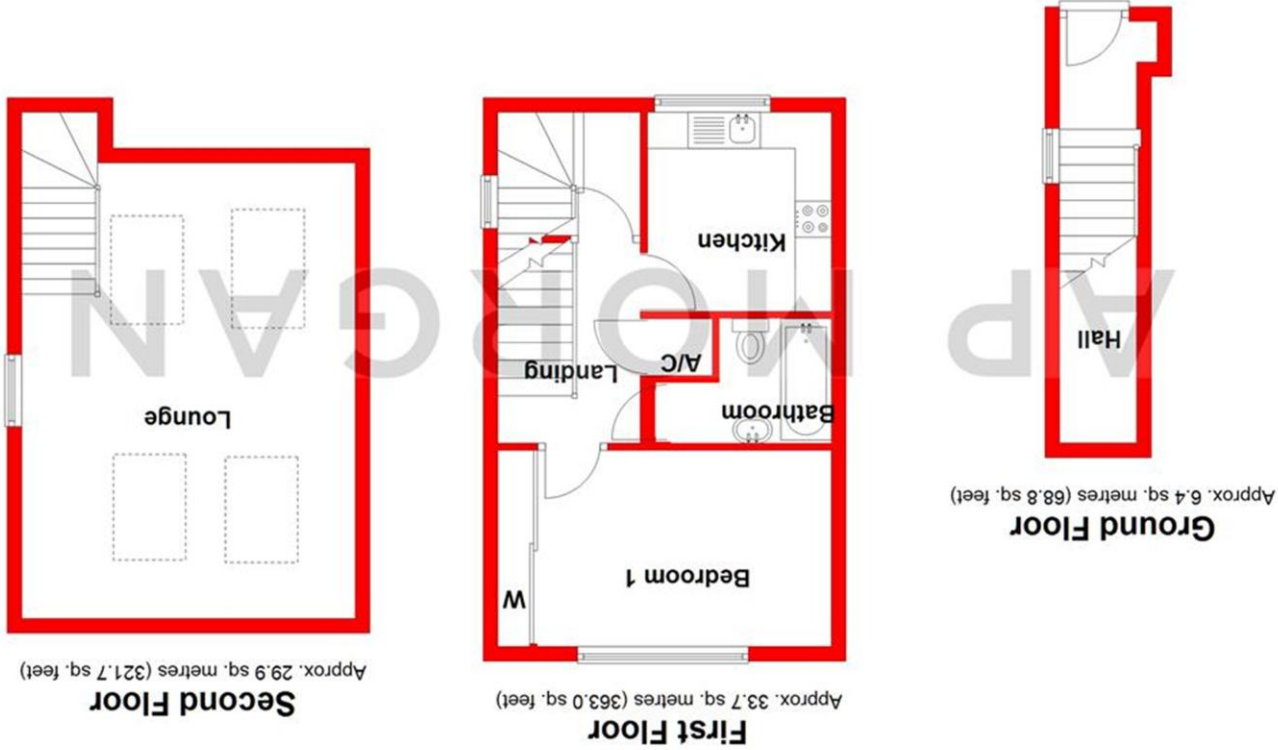 Ground Floor
Approx. 6.4 sq. metres (68.8 sq. feet)
Hall
First Floor
Approx. 33.7 sq. metres (363.0 sq. feet)
Bedroom 1
W
Bathroom
A/C
Landing
Kitchen
Second Floor
Approx. 29.9 sq. metres (321.7 sq. feet)
Lounge
AP MORGAN